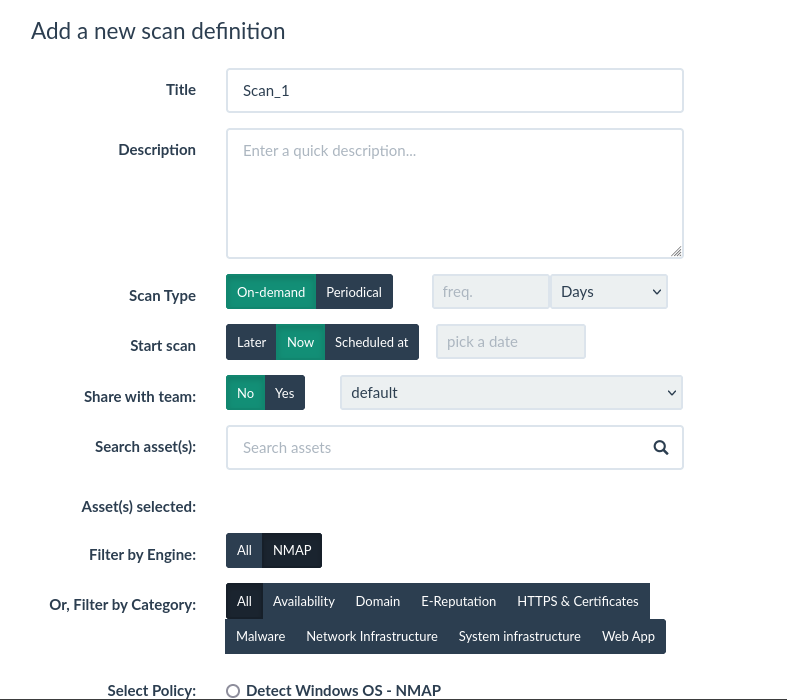 Add a new scan definition
Title Scan_1
Description Enter a quick description...
Scan Type On-demand Periodical freq. Days
Start scan Later Now Scheduled at pick a date
Share with team: No Yes default
Search asset(s): Search assets
Asset(s) selected:
Filter by Engine: All NMAP
Or, Filter by Category: All Availability Domain E-Reputation HTTPS & Certificates
Malware Network Infrastructure System infrastructure Web App
Select Policy: Detect Windows OS - NMAP